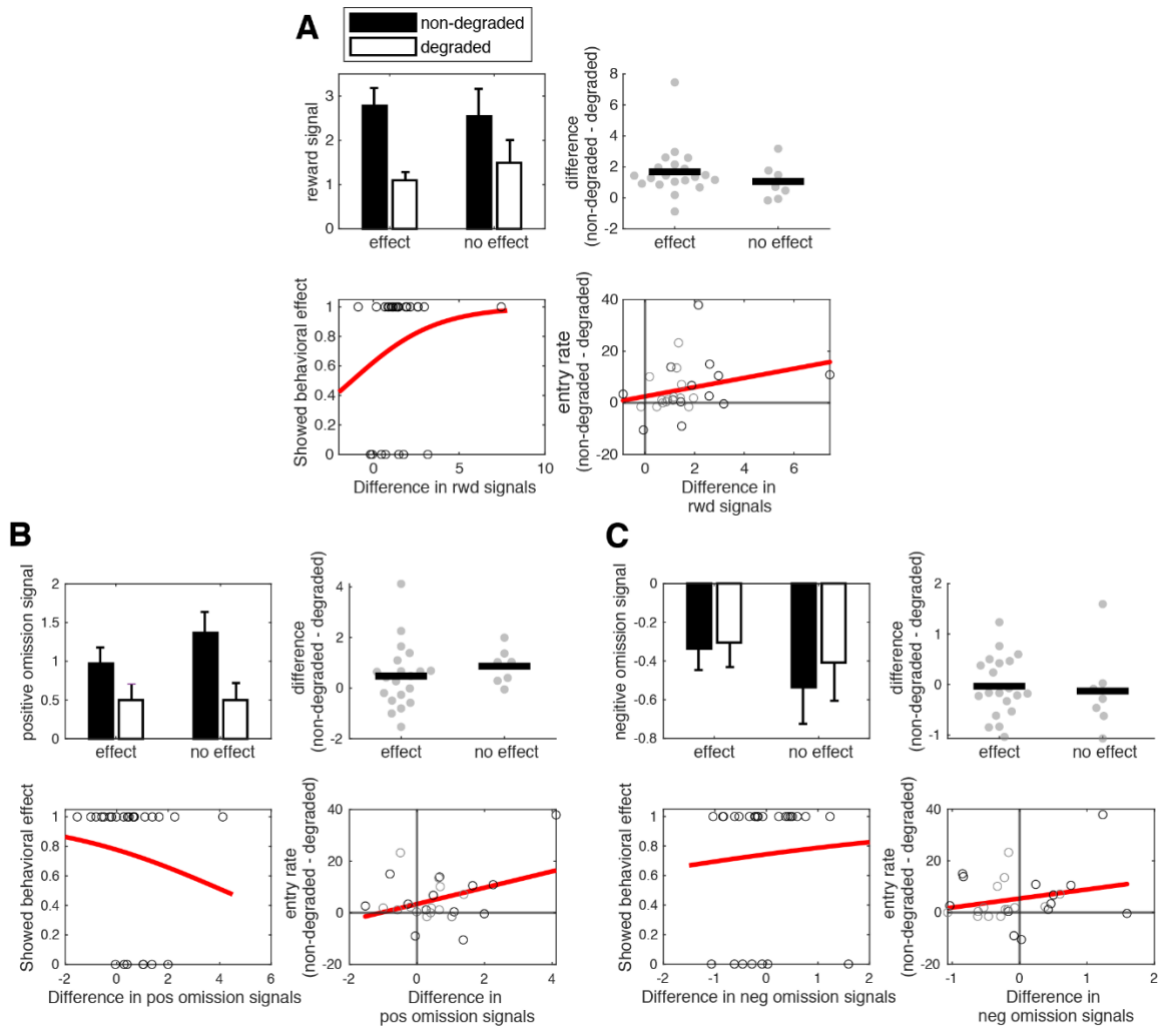 A
non-degraded
degraded
reward signal
3
2
1
0
effect
no effect
difference
(non-degraded - degraded)
8
6
4
2
0
-2
effect
no effect
Showed behavioral effect
1
0.8
0.6
0.4
0.2
0
0
5
10
Difference in rwd signals
entry rate
(non-degraded - degraded)
40
20
0
-20
0
2
4
6
Difference in
rwd signals
B
positive omission signal
2
1.5
1
0.5
0
effect
no effect
difference
(non-degraded - degraded)
4
2
0
-2
effect
no effect
Showed behavioral effect
1
0.8
0.6
0.4
0.2
0
-2
0
2
4
6
Difference in pos omission signals
entry rate
(non-degraded - degraded)
40
20
0
-20
-2
0
2
4
Difference in
pos omission signals
C
negitive omission signal
0
-0.2
-0.4
-0.6
-0.8
effect
no effect
difference
(non-degraded - degraded)
2
1
0
-1
effect
no effect
Showed behavioral effect
1
0.8
0.6
0.4
0.2
0
-2
-1
0
1
2
Difference in neg omission signals
entry rate
(non-degraded - degraded)
40
20
0
-20
-1
0
1
2
Difference in
neg omission signals